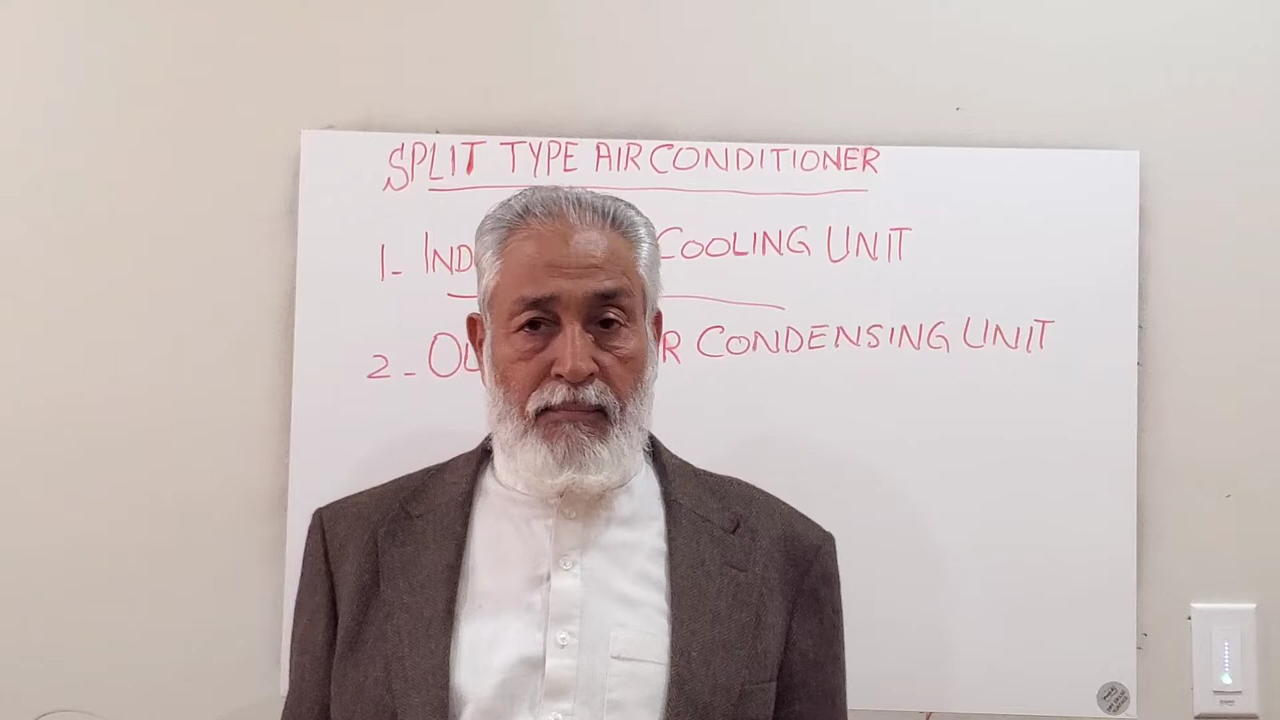 SPLIT TYPE AIR CONDITIONER
1- IND COOLING UNIT
2- OU R CONDENSING UNIT